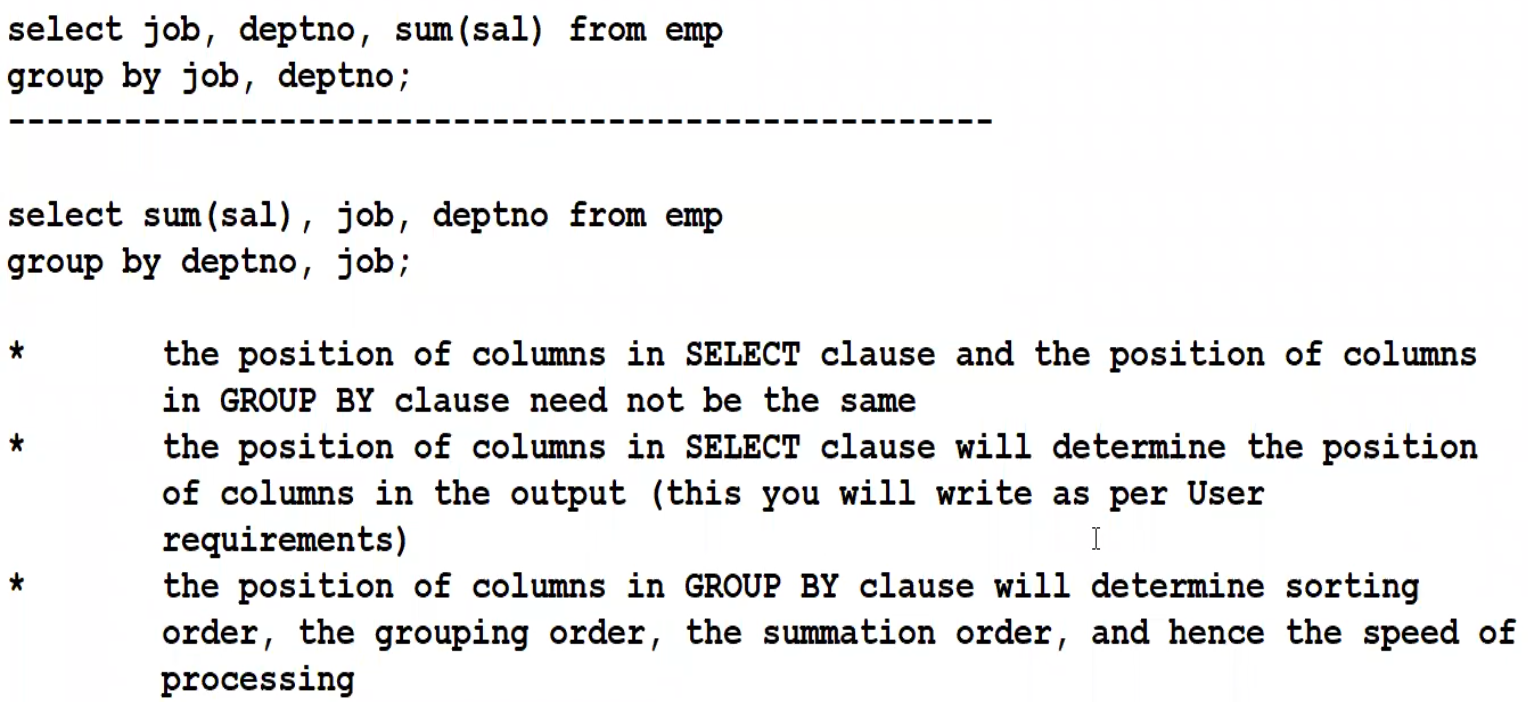 select job, deptno, sum(sal) from emp
group by job, deptno;
---------------------------------------------------
select sum(sal), job, deptno from emp
group by deptno, job;
* the position of columns in SELECT clause and the position of columns
in GROUP BY clause need not be the same
* the position of columns in SELECT clause will determine the position
of columns in the output (this you will write as per User
requirements)
* the position of columns in GROUP BY clause will determine sorting
order, the grouping order, the summation order, and hence the speed of
processing